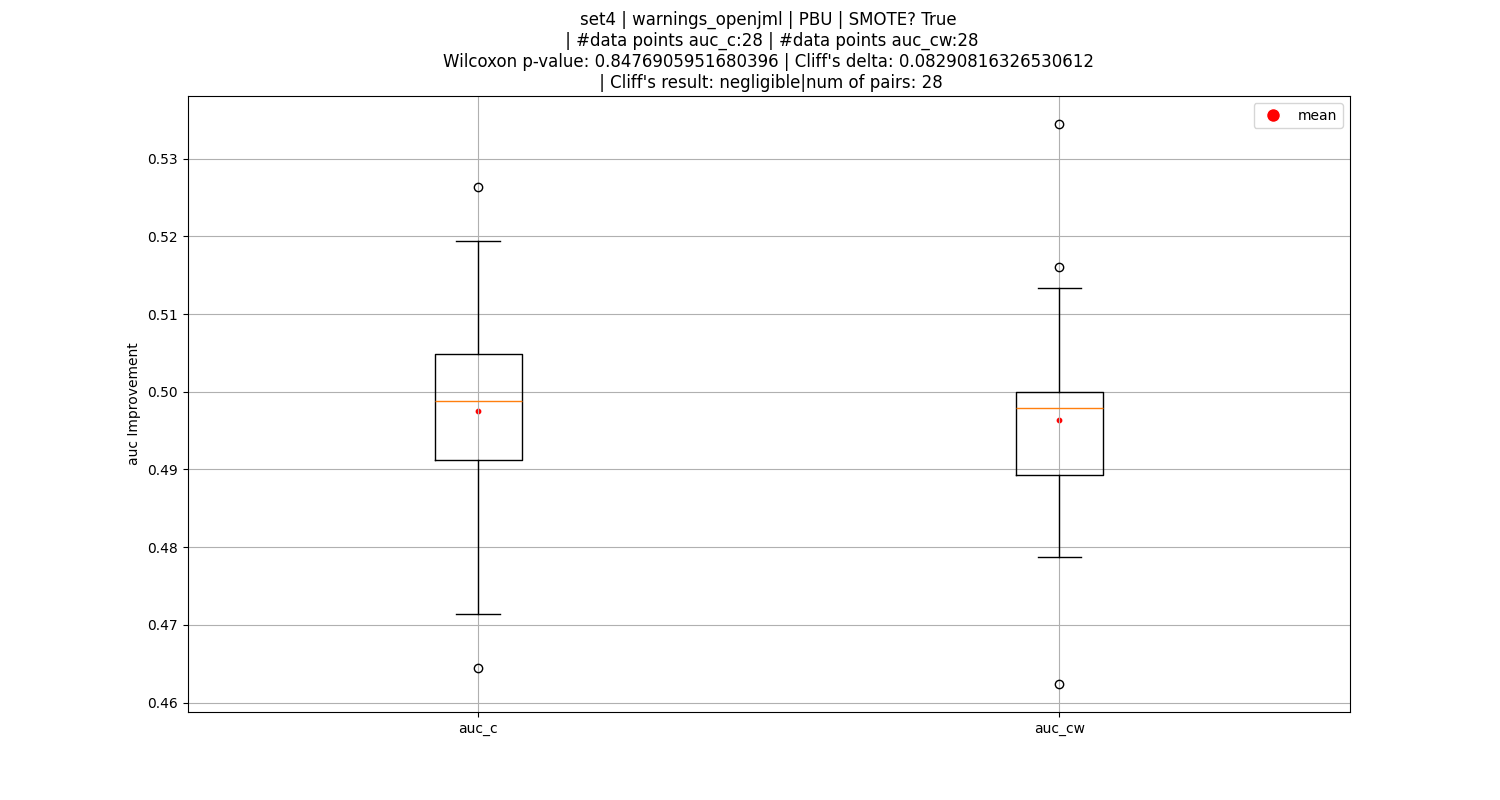 set4 | warnings_openjml | PBU | SMOTE? True
| #data points auc_c:28 | #data points auc_cw:28
Wilcoxon p-value: 0.8476905951680396 | Cliff's delta: 0.08290816326530612
| Cliff's result: negligible|num of pairs: 28
mean
auc Improvement
0.53
0.52
0.51
0.50
0.49
0.48
0.47
0.46
auc_c
auc_cw